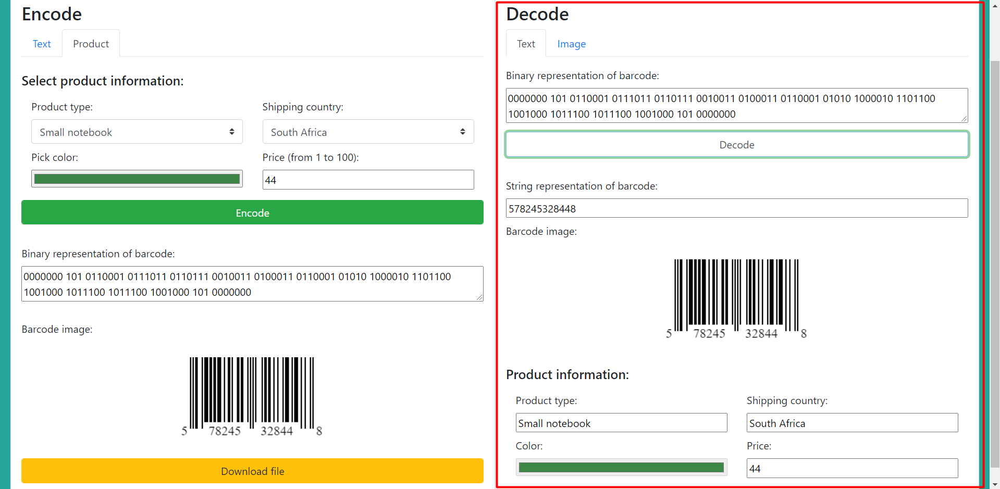 Encode
Text
Product
Select product information:
Product type:
Shipping country:
Small notebook
South Africa
Pick color:
Price (from 1 to 100):
44
Encode
Binary representation of barcode:
0000000 101 0110001 0111011 0110111 0010011 0100011 0110001 01010 1000010 1101100
1001000 1011100 1011100 1001000 101 0000000
Barcode image:
5 78245 32844 8
Download file
Decode
Text
Image
Binary representation of barcode:
0000000 101 0110001 0111011 0110111 0010011 0100011 0110001 01010 1000010 1101100
1001000 1011100 1011100 1001000 101 0000000
Decode
String representation of barcode:
578245328448
Barcode image:
5 78245 32844 8
Product information:
Product type:
Shipping country:
Small notebook
South Africa
Color:
Price:
44